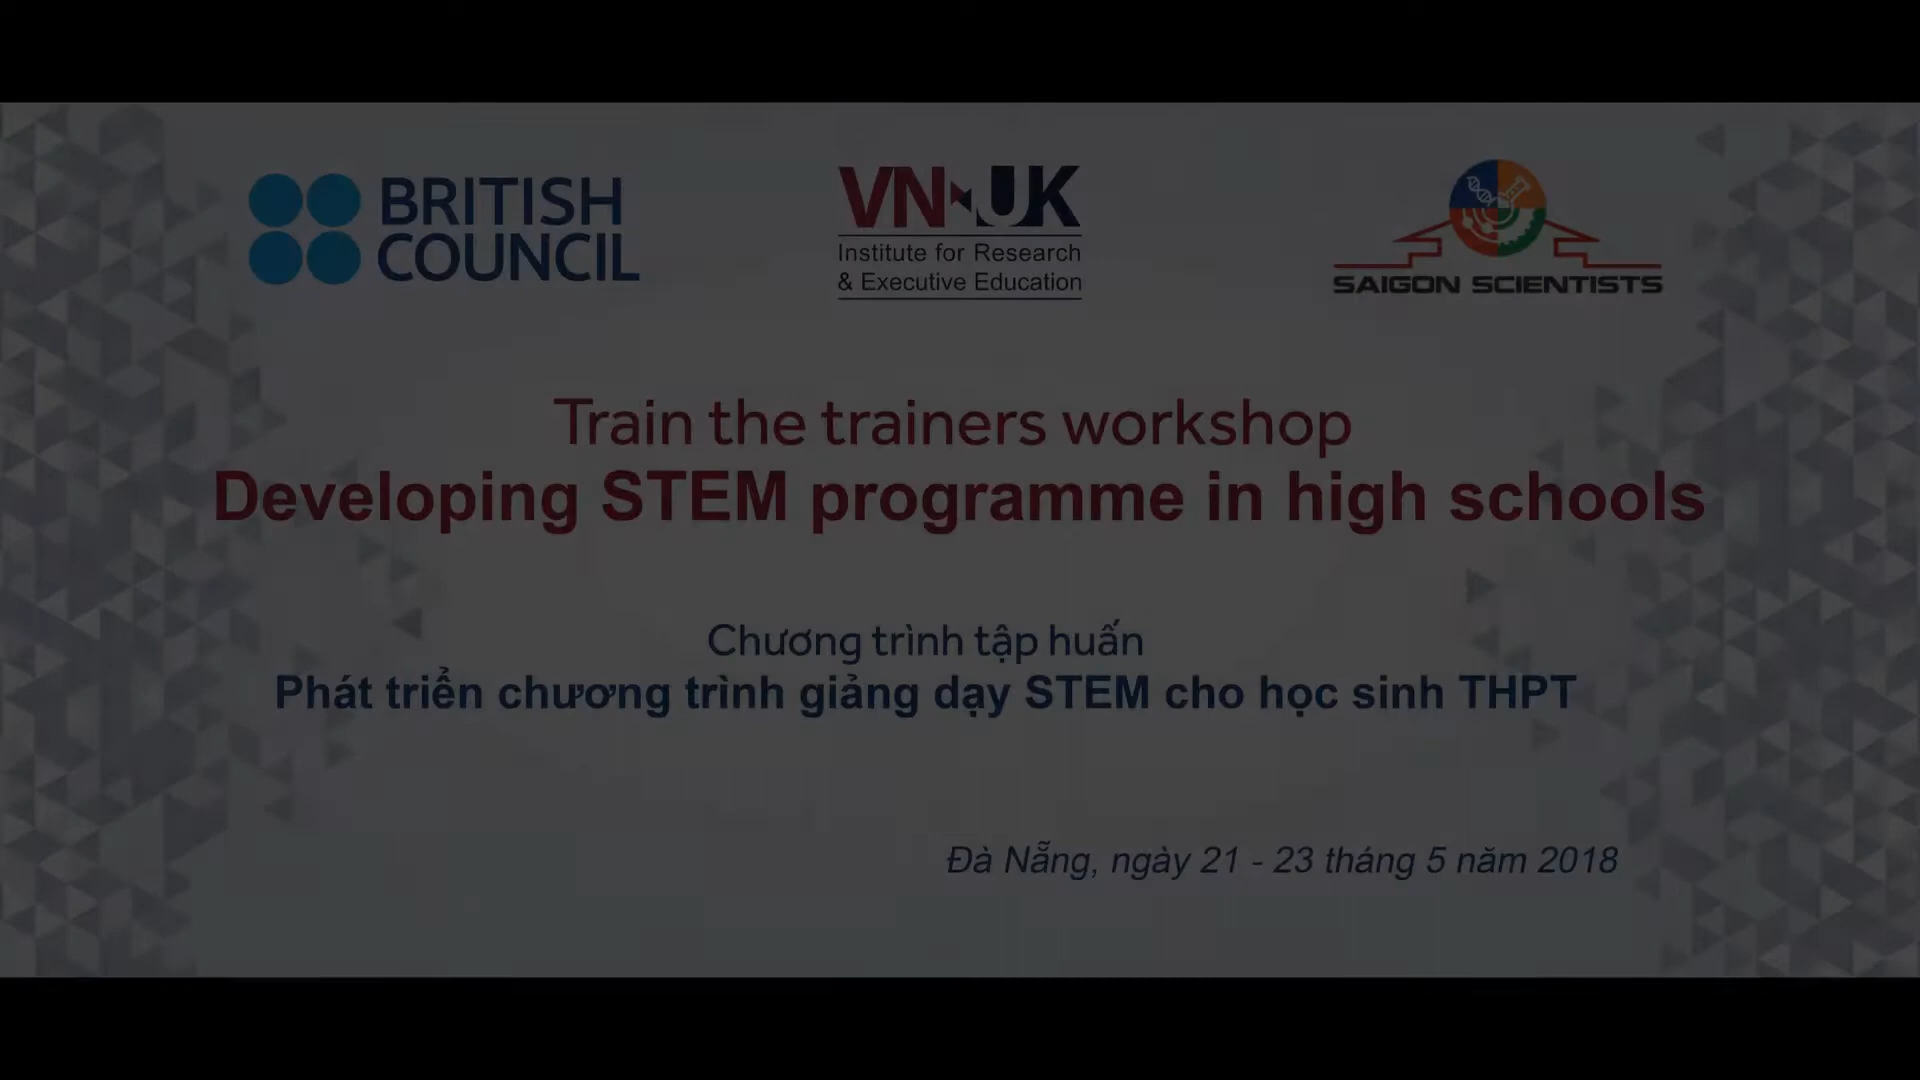 BRITISH
COUNCIL
VN UK
Institute for Research
& Executive Education
SAIGON SCIENTISTS
Train the trainers workshop
Developing STEM programme in high schools
Chương trình tập huấn
Phát triển chương trình giảng dạy STEM cho học sinh THPT
Đà Nẵng, ngày 21 - 23 tháng 5 năm 2018